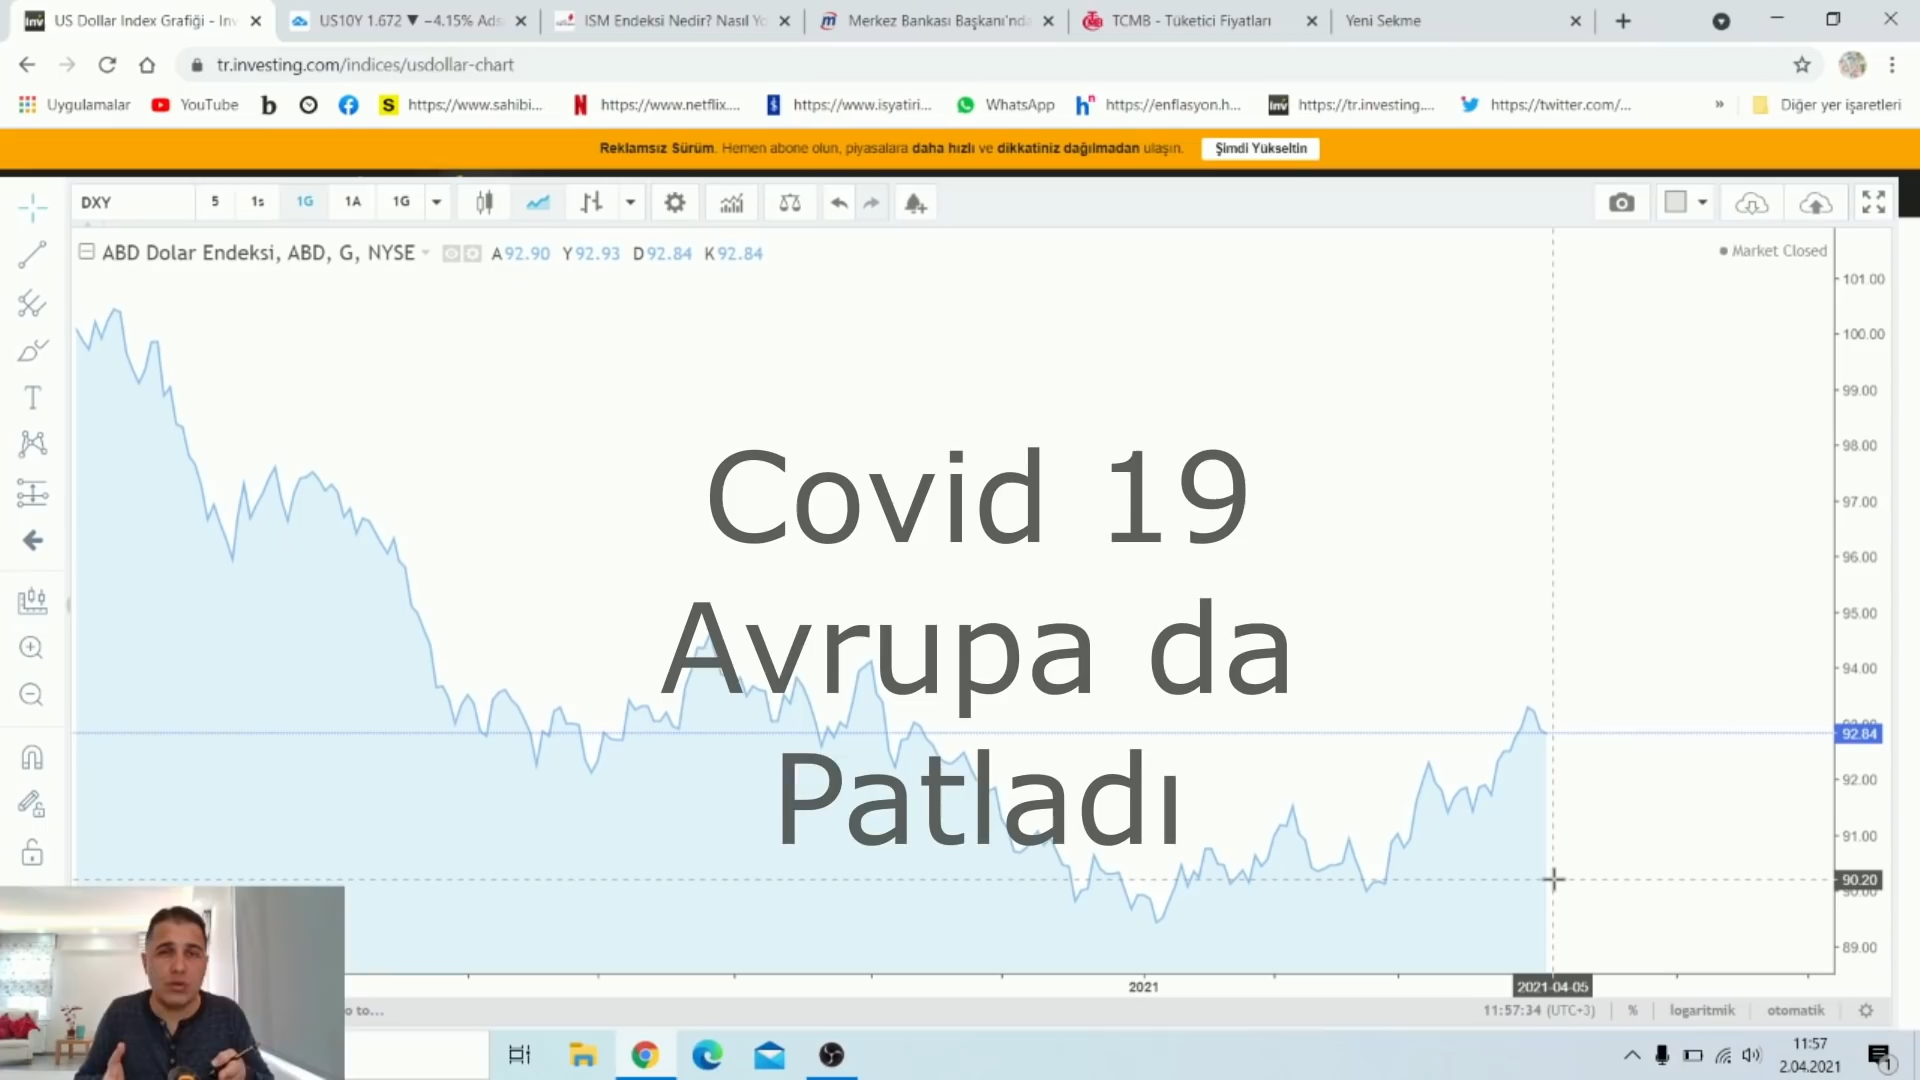 US Dollar Index Grafiği - Inv
US10Y 1.672 ▼ −4.15% Ads
ISM Endeksi Nedir? Nasıl Yo
Merkez Bankası Başkanı'nda
TCMB - Tüketici Fiyatları
Yeni Sekme
tr.investing.com/indices/usdollar-chart
Uygulamalar
YouTube
https://www.sahibi...
https://www.netflix....
https://www.isyatiri...
WhatsApp
https://enflasyon.h...
https://tr.investing....
https://twitter.com/...
»
Diğer yer işaretleri
Reklamsız Sürüm. Hemen abone olun, piyasalara daha hızlı ve dikkatiniz dağılmadan ulaşın.
Şimdi Yükseltin
DXY 5 1s 1G 1A 1G
ABD Dolar Endeksi, ABD, G, NYSE A92.90 Y92.93 D92.84 K92.84
Market Closed
101.00
100.00
99.00
98.00
97.00
96.00
95.00
94.00
92.84
92.00
91.00
90.20
90.00
89.00
Covid 19
Avrupa da
Patladı
2021
2021-04-05
o to...
11:57:34 (UTC+3) % logaritmik otomatik
11:57
2.04.2021
1